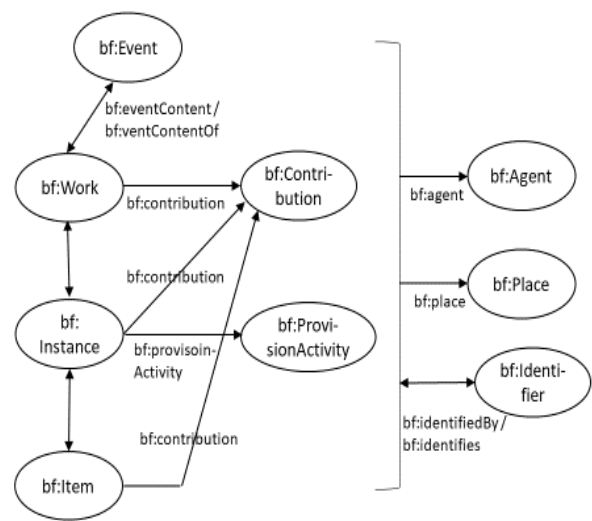 bf:Event
bf:eventContent/
bf:ventContentOf
bf:Work
bf:contribution
bf:Contri-
bution
bf:contribution
bf:
Instance
bf:provisoin-
Activity
bf:Provi-
sionActivity
bf:contribution
bf:Item
bf:Agent
bf:agent
bf:Place
bf:place
bf:Identi-
fier
bf:identifiedBy/
bf:identifies